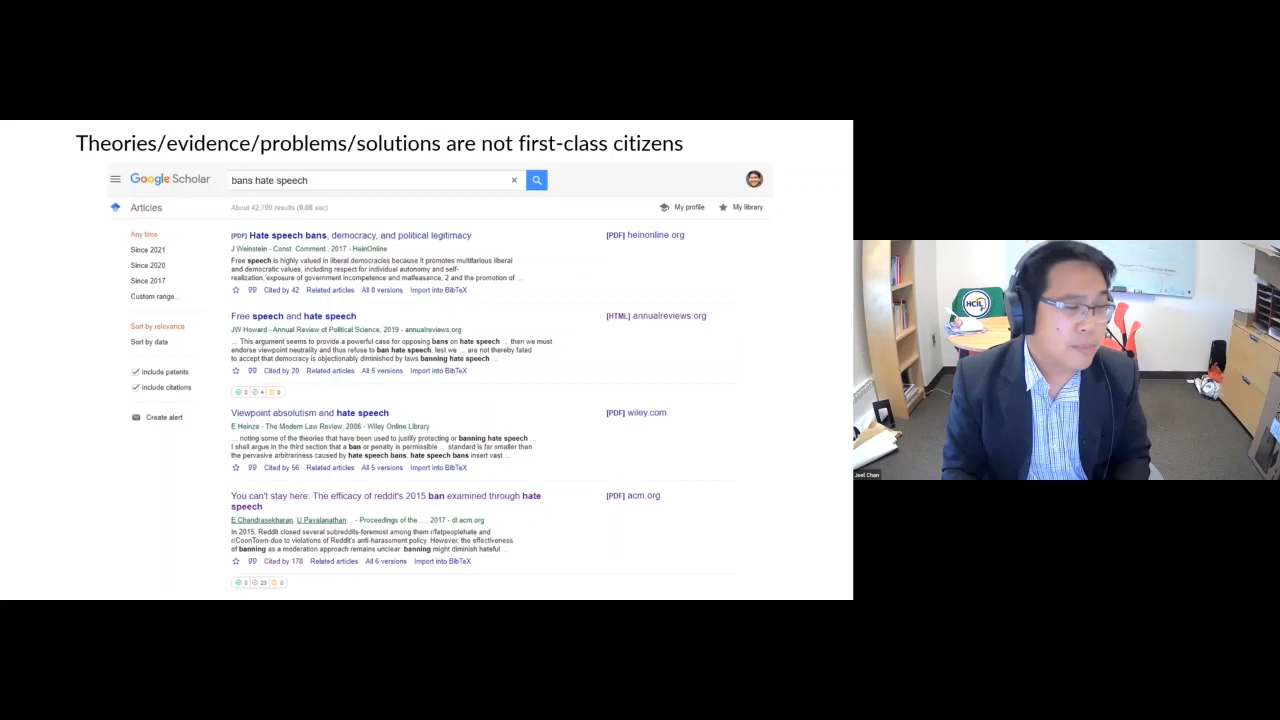 Theories/evidence/problems/solutions are not first-class citizens
Google Scholar
bans hate speech
Articles
About 42,700 results (0.08 sec)
My profile
My library
Any time
Since 2021
Since 2020
Since 2017
Custom range...
Sort by relevance
Sort by date
include patents
include citations
Create alert
[PDF] Hate speech bans, democracy, and political legitimacy
[PDF] heinonline.org
J Weinstein - Const. Comment., 2017 - HeinOnline
Free speech is highly valued in liberal democracies because it promotes multifarious liberal
and democratic values, including respect for individual autonomy and self-
realization,'exposure of government incompetence and malfeasance, 2 and the promotion of ...
Cited by 42 Related articles All 8 versions Import into BibTeX
Free speech and hate speech
[HTML] annualreviews.org
JW Howard - Annual Review of Political Science, 2019 - annualreviews.org
... This argument seems to provide a powerful case for opposing bans on hate speech ... then we must
endorse viewpoint neutrality and thus refuse to ban hate speech, lest we ... are not thereby fated
to accept that democracy is objectionably diminished by laws banning hate speech ...
Cited by 20 Related articles All 5 versions Import into BibTeX
0 4 0
Viewpoint absolutism and hate speech
[PDF] wiley.com
E Heinze - The Modern Law Review, 2006 - Wiley Online Library
... noting some of the theories that have been used to justify protecting or banning hate speech ...
I shall argue in the third section that a ban or penalty is permissible ... standard is far smaller than
the pervasive arbitrariness caused by hate speech bans: hate speech bans insert vast ...
Cited by 56 Related articles All 5 versions Import into BibTeX
You can't stay here: The efficacy of reddit's 2015 ban examined through hate
speech
[PDF] acm.org
E Chandrasekharan, U Pavalanathan... - Proceedings of the ..., 2017 - dl.acm.org
In 2015, Reddit closed several subreddits-foremost among them r/fatpeoplehate and
r/CoonTown-due to violations of Reddit's anti-harassment policy. However, the effectiveness
of banning as a moderation approach remains unclear: banning might diminish hateful ...
Cited by 178 Related articles All 6 versions Import into BibTeX
0 23 0
HCIL
Joel Chan